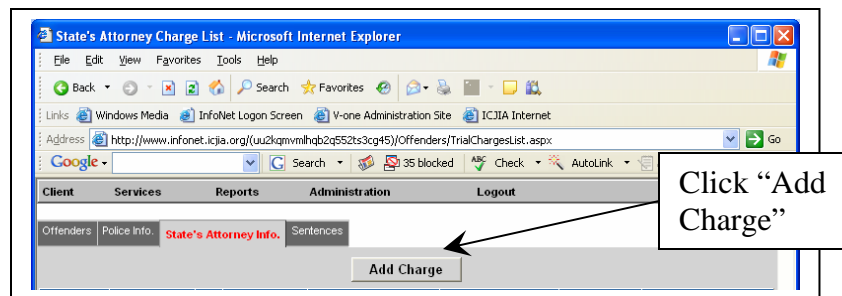 State's Attorney Charge List - Microsoft Internet Explorer
File Edit View Favorites Tools Help
Back Search Favorites
Links Windows Media InfoNet Logon Screen V-one Administration Site ICJIA Internet
Address http://www.infonet.icjia.org/(uu2kqmvmlhqb2q552ts3cg45)/Offenders/TrialChargesList.aspx Go
Google G Search 35 blocked ABC Check AutoLink
Client Services Reports Administration Logout
Click “Add
Charge”
Offenders Police Info. State's Attorney Info. Sentences
Add Charge